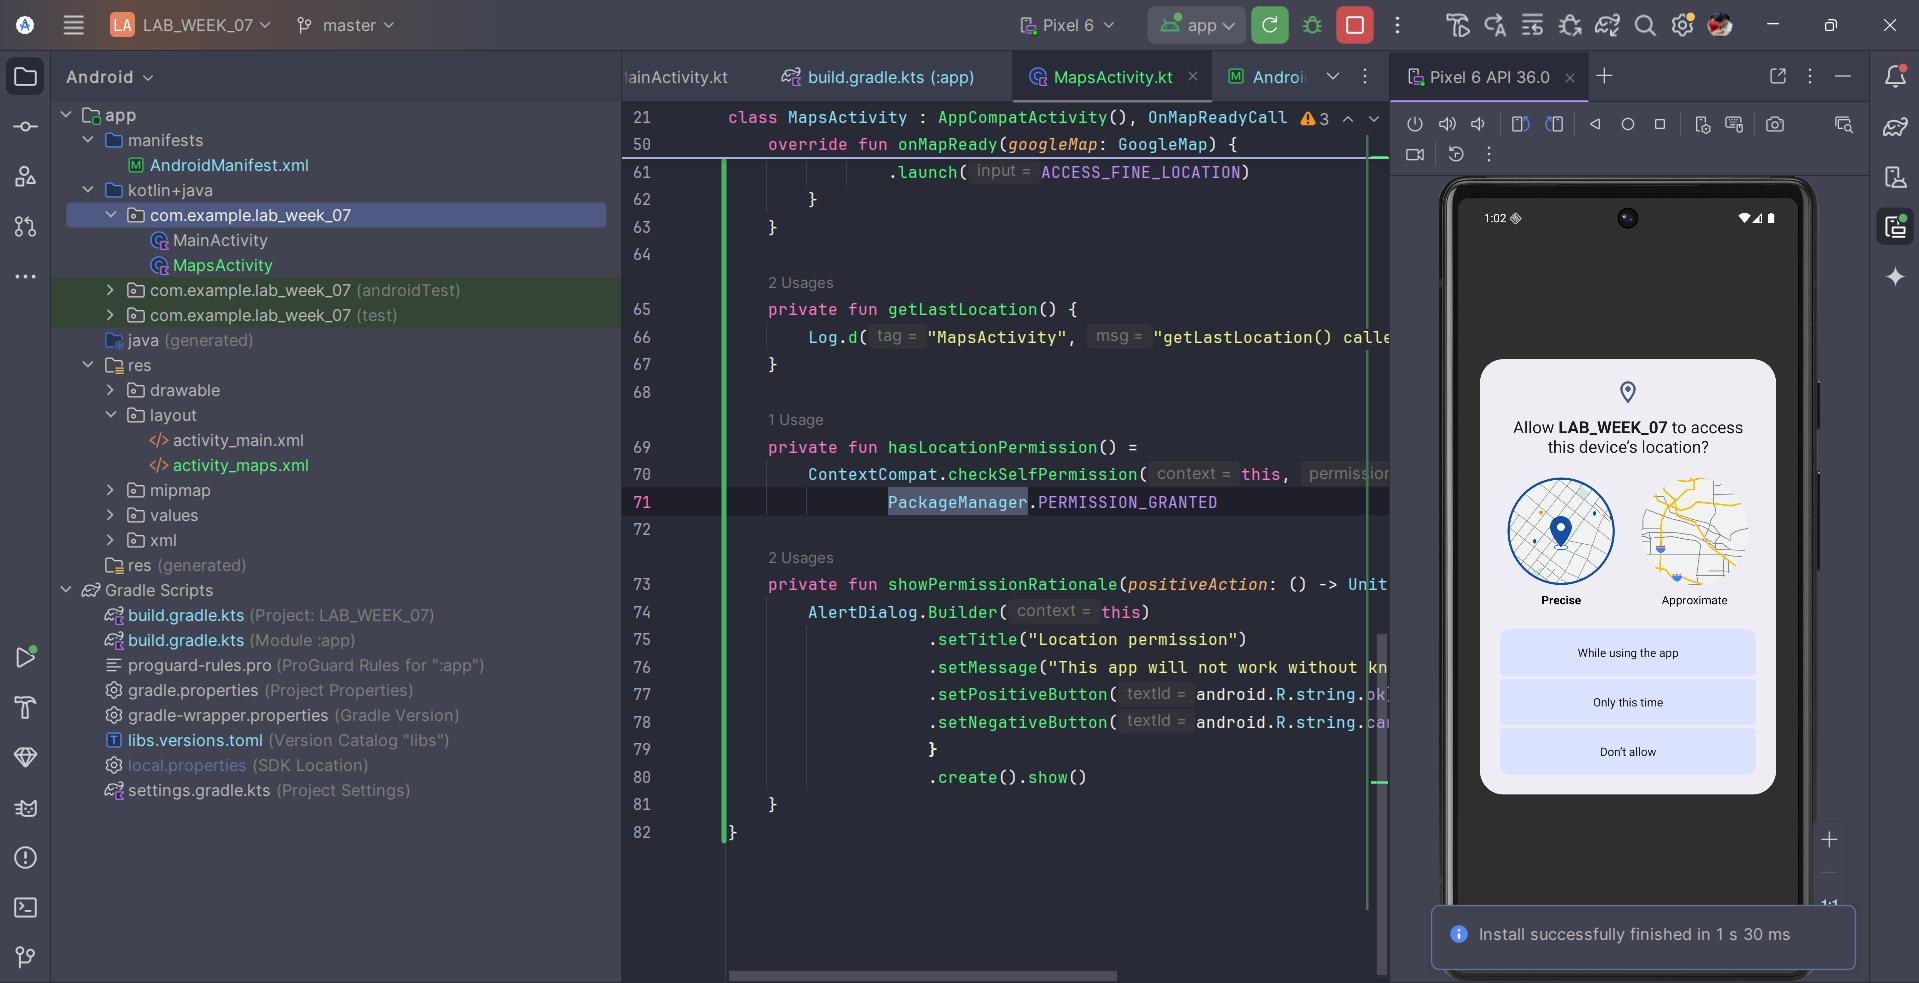 LA LAB_WEEK_07
master
Pixel 6
app
Android
app
manifests
AndroidManifest.xml
kotlin+java
com.example.lab_week_07
MainActivity
MapsActivity
com.example.lab_week_07 (androidTest)
com.example.lab_week_07 (test)
java (generated)
res
drawable
layout
activity_main.xml
activity_maps.xml
mipmap
values
xml
res (generated)
Gradle Scripts
build.gradle.kts (Project: LAB_WEEK_07)
build.gradle.kts (Module :app)
proguard-rules.pro (ProGuard Rules for ":app")
gradle.properties (Project Properties)
gradle-wrapper.properties (Gradle Version)
libs.versions.toml (Version Catalog "libs")
local.properties (SDK Location)
settings.gradle.kts (Project Settings)
ainActivity.kt
build.gradle.kts (:app)
MapsActivity.kt
Androi
21 class MapsActivity : AppCompatActivity(), OnMapReadyCall 3
50 override fun onMapReady(googleMap: GoogleMap) {
61 .launch( input = ACCESS_FINE_LOCATION)
62 }
63 }
64
2 Usages
65 private fun getLastLocation() {
66 Log.d( tag = "MapsActivity", msg = "getLastLocation() calle
67 }
68
1 Usage
69 private fun hasLocationPermission() =
70 ContextCompat.checkSelfPermission( context = this, permission
71 PackageManager.PERMISSION_GRANTED
72
2 Usages
73 private fun showPermissionRationale(positiveAction: () -> Unit
74 AlertDialog.Builder( context = this)
75 .setTitle("Location permission")
76 .setMessage("This app will not work without kn
77 .setPositiveButton( textId = android.R.string.ok
78 .setNegativeButton( textId = android.R.string.can
79 }
80 .create().show()
81 }
82 }
Pixel 6 API 36.0
1:02
Allow LAB_WEEK_07 to access
this device's location?
Precise
Approximate
While using the app
Only this time
Don't allow
1:1
Install successfully finished in 1 s 30 ms